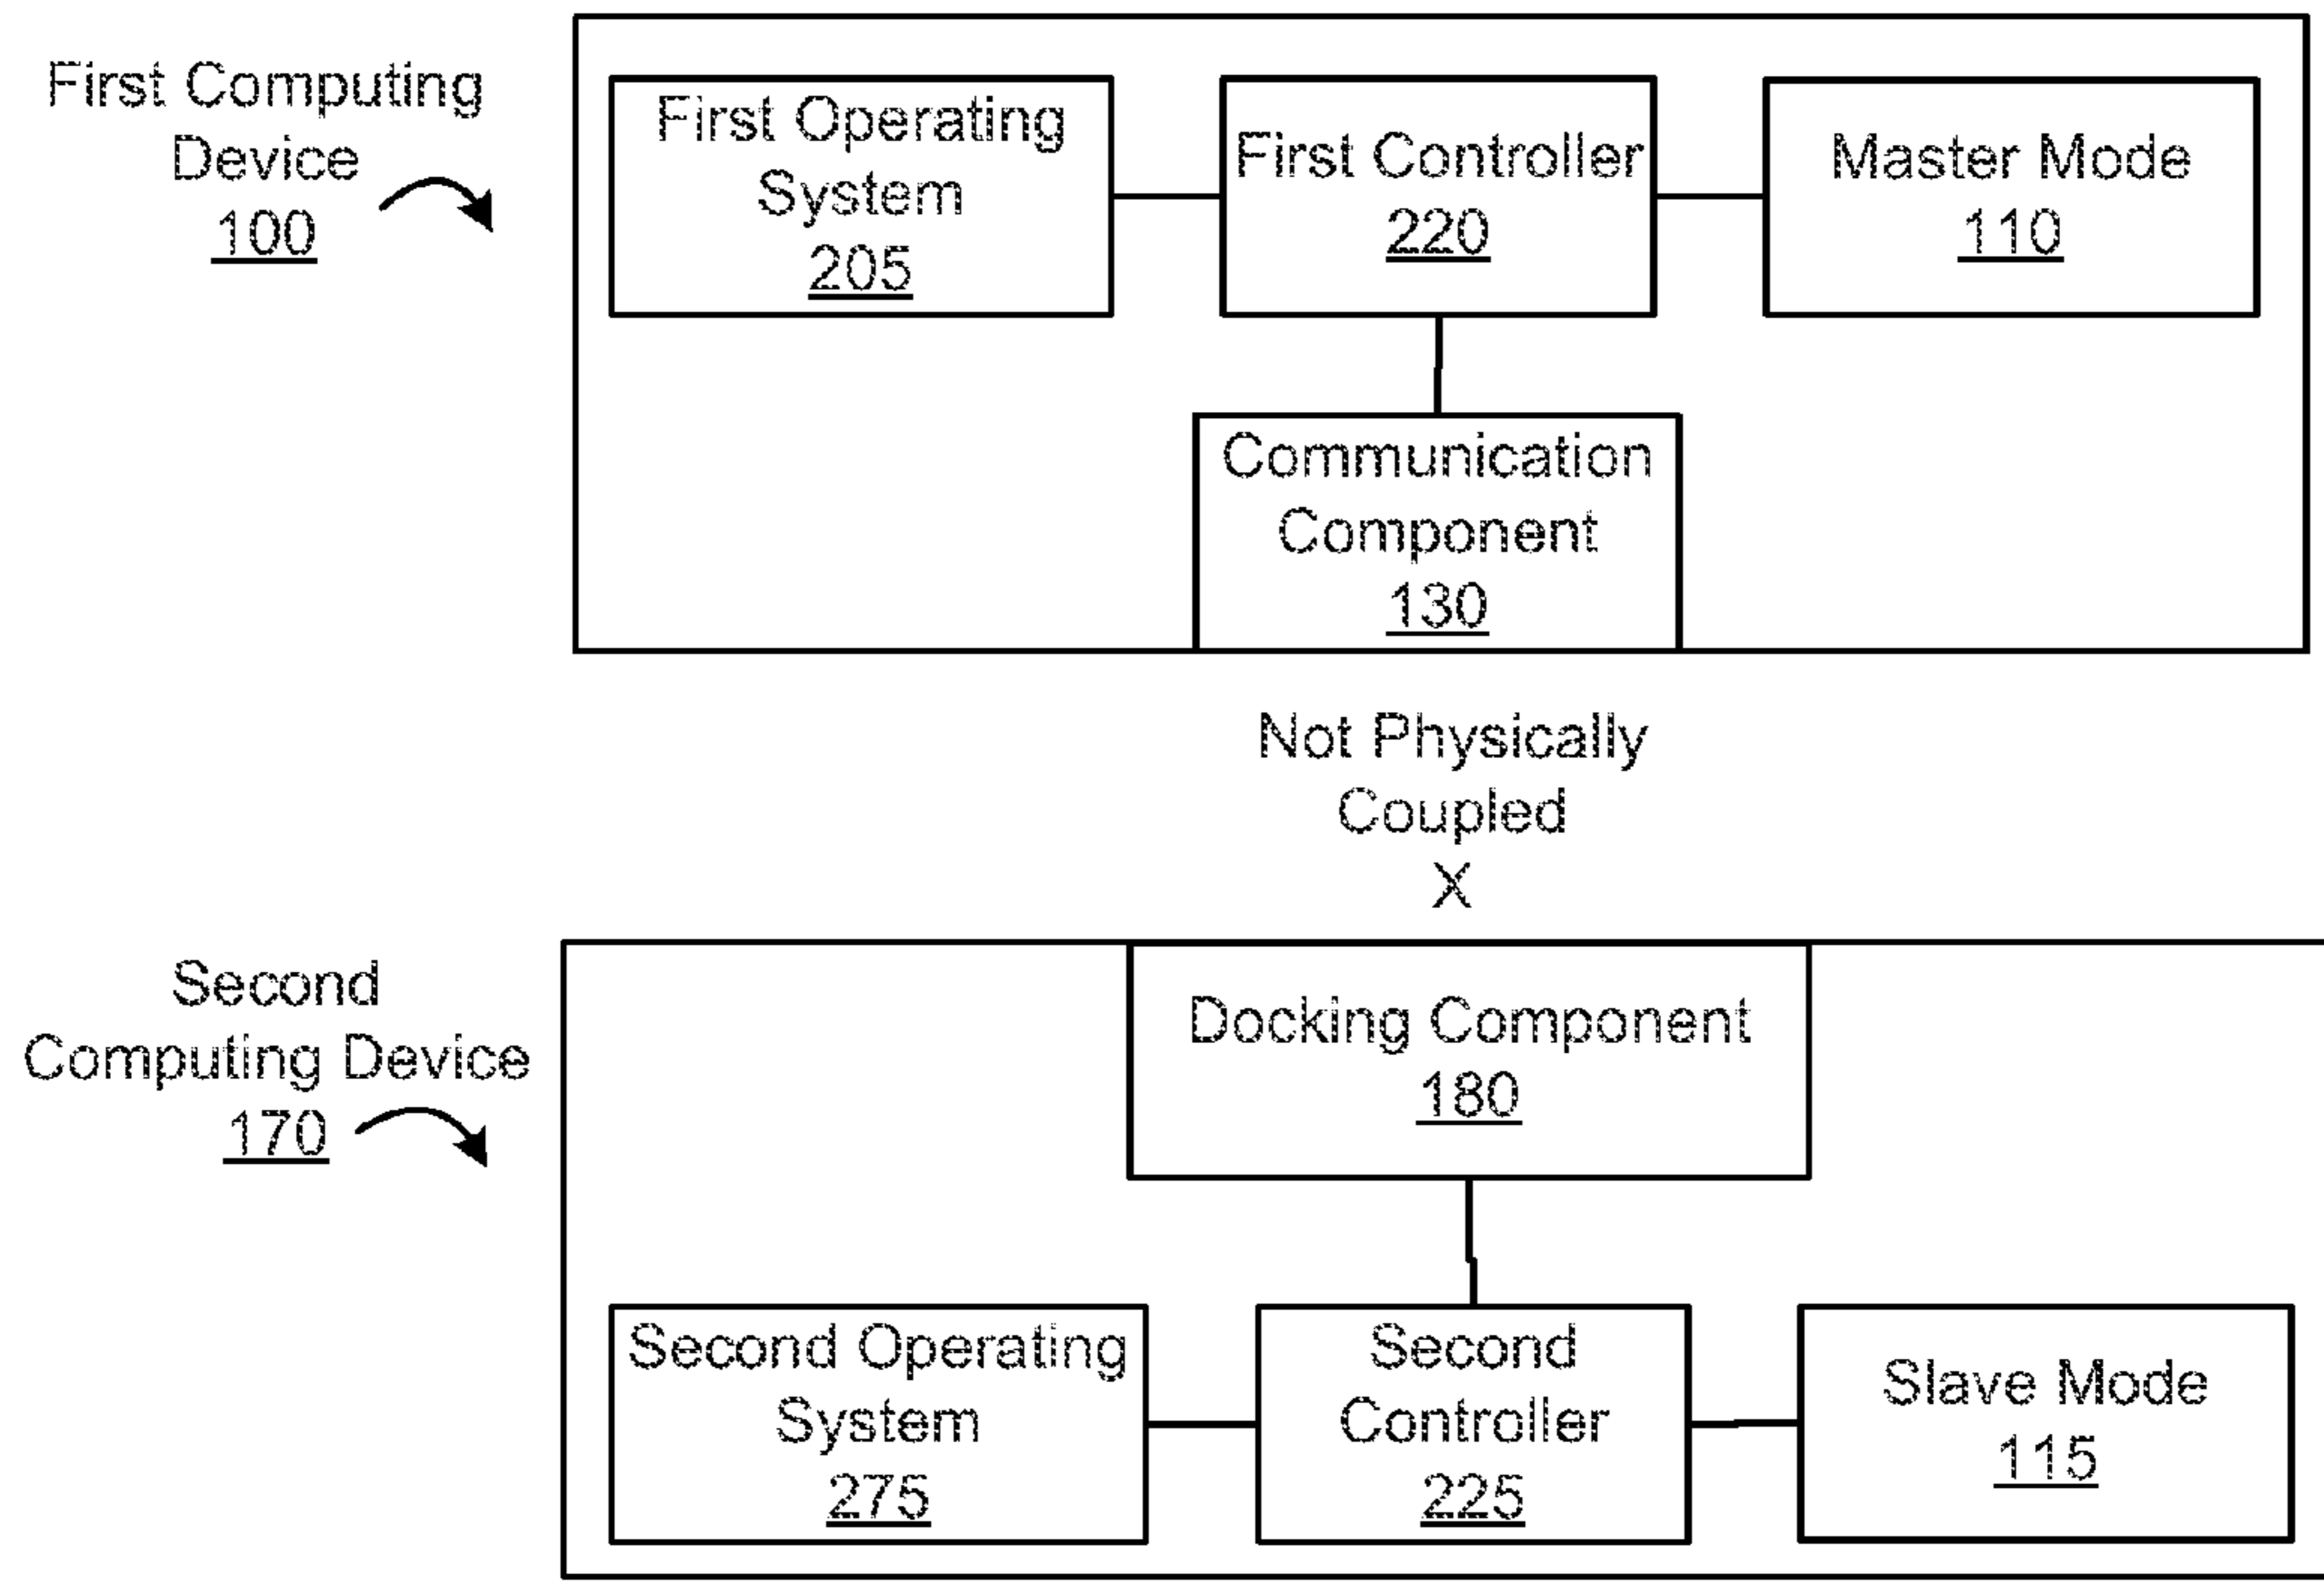 First Computing
Device
100
First Operating
System
205
First Controller
220
Master Mode
110
Communication
Component
130
Not Physically
Coupled
X
Second
Computing Device
170
Docking Component
180
Second Operating
System
275
Second
Controller
225
Slave Mode
115